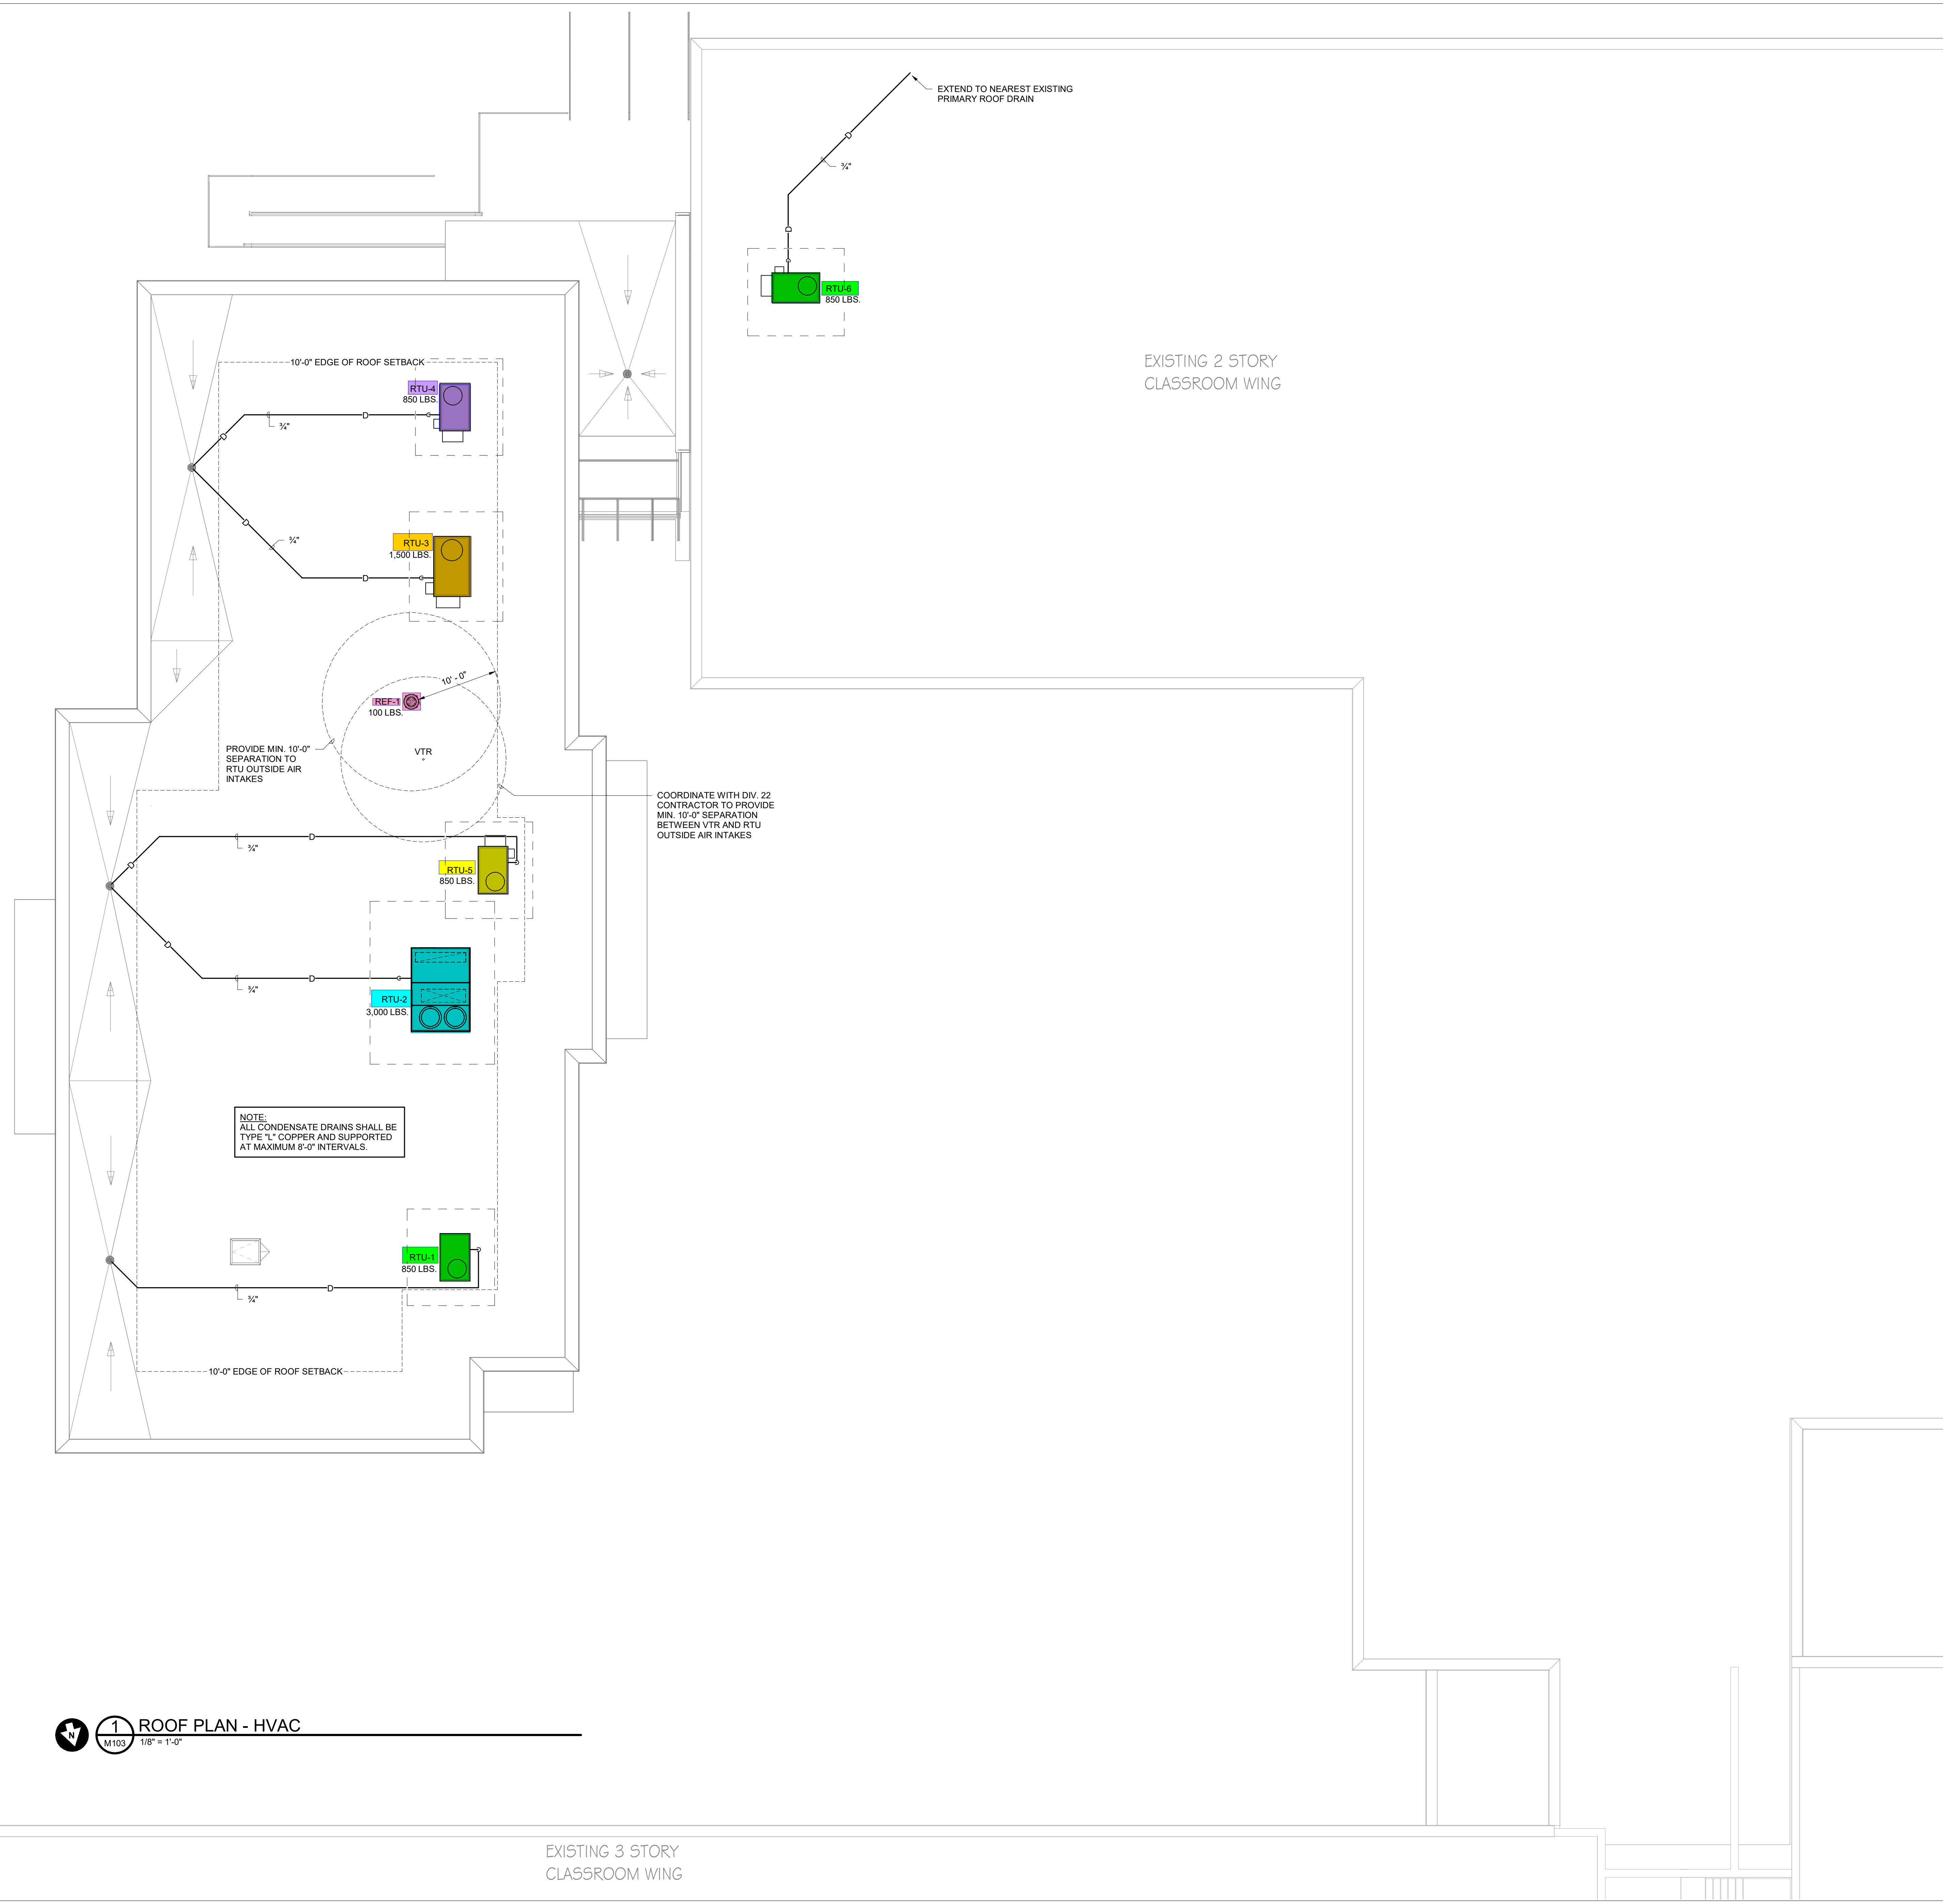 EXTEND TO NEAREST EXISTING
PRIMARY ROOF DRAIN
D
¾"
D
RTU-6
850 LBS.
EXISTING 2 STORY
CLASSROOM WING
10'-0" EDGE OF ROOF SETBACK
RTU-4
850 LBS.
D
¾"
D
D
¾"
RTU-3
1,500 LBS.
D
10' - 0"
REF-1
100 LBS.
VTR
PROVIDE MIN. 10'-0"
SEPARATION TO
RTU OUTSIDE AIR
INTAKES
COORDINATE WITH DIV. 22
CONTRACTOR TO PROVIDE
MIN. 10'-0" SEPARATION
BETWEEN VTR AND RTU
OUTSIDE AIR INTAKES
D
¾"
D
RTU-5
850 LBS.
D
D
¾"
RTU-2
3,000 LBS.
NOTE:
ALL CONDENSATE DRAINS SHALL BE
TYPE "L" COPPER AND SUPPORTED
AT MAXIMUM 8'-0" INTERVALS.
RTU-1
850 LBS.
D
¾"
10'-0" EDGE OF ROOF SETBACK
N
1
M103
ROOF PLAN - HVAC
1/8" = 1'-0"
EXISTING 3 STORY
CLASSROOM WING